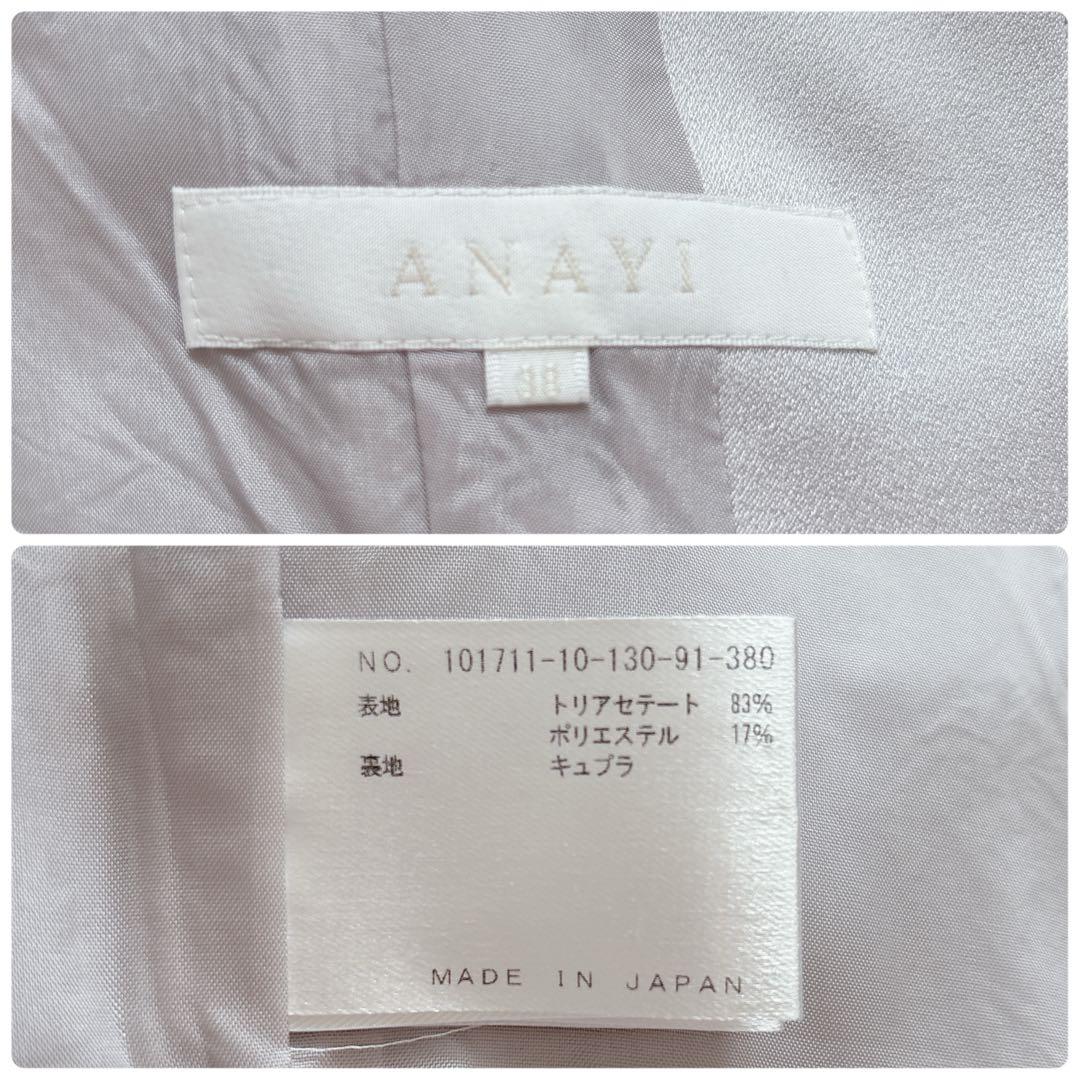 ANAYI
38
NO. 101711-10-130-91-380
表地 トリアセテート 83%
ポリエステル 17%
裏地 キュプラ
MADE IN JAPAN